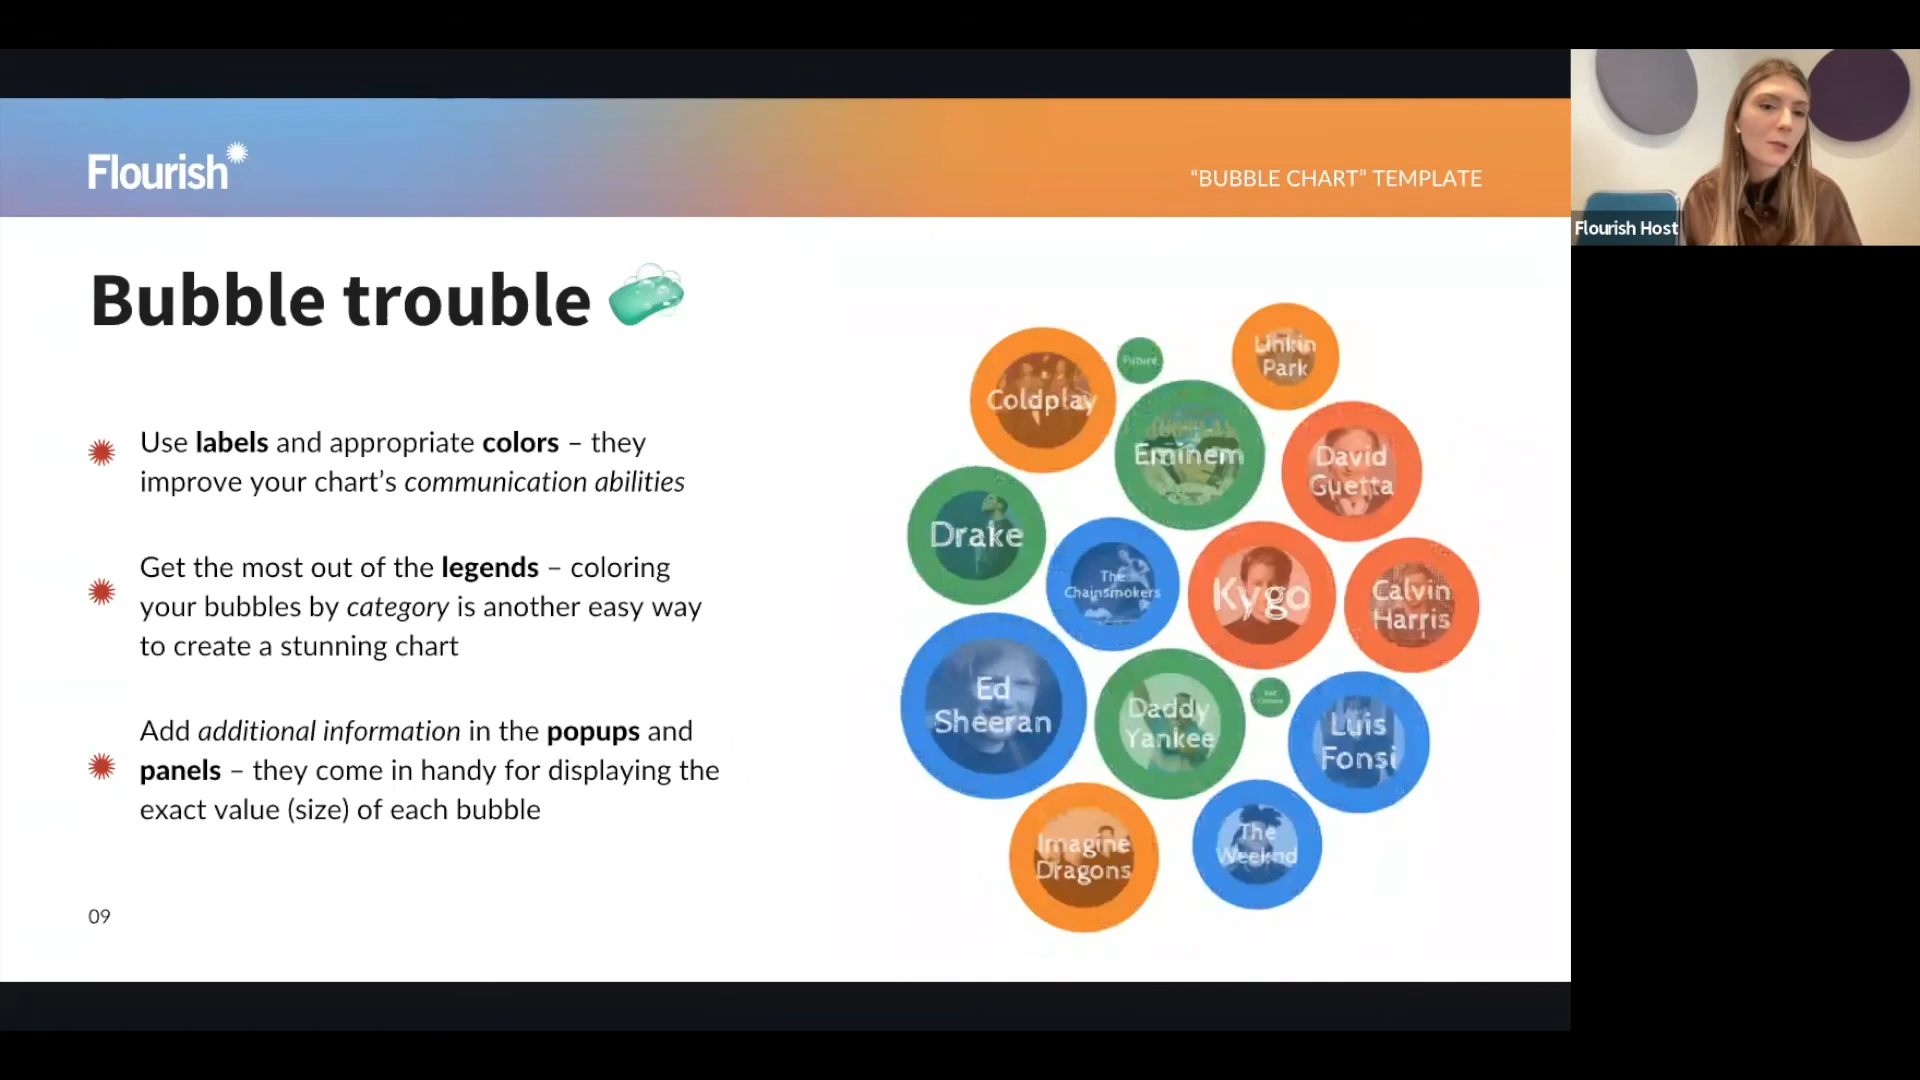 Flourish
“BUBBLE CHART” TEMPLATE
Flourish Host
Bubble trouble
Use labels and appropriate colors – they
improve your chart’s communication abilities
Get the most out of the legends – coloring
your bubbles by category is another easy way
to create a stunning chart
Add additional information in the popups and
panels – they come in handy for displaying the
exact value (size) of each bubble
09
Coldplay
Future
Linkin
Park
Eminem
David
Guetta
Drake
The
Chainsmokers
Kygo
Calvin
Harris
Ed
Sheeran
Daddy
Yankee
Luis
Fonsi
Imagine
Dragons
The
Weeknd